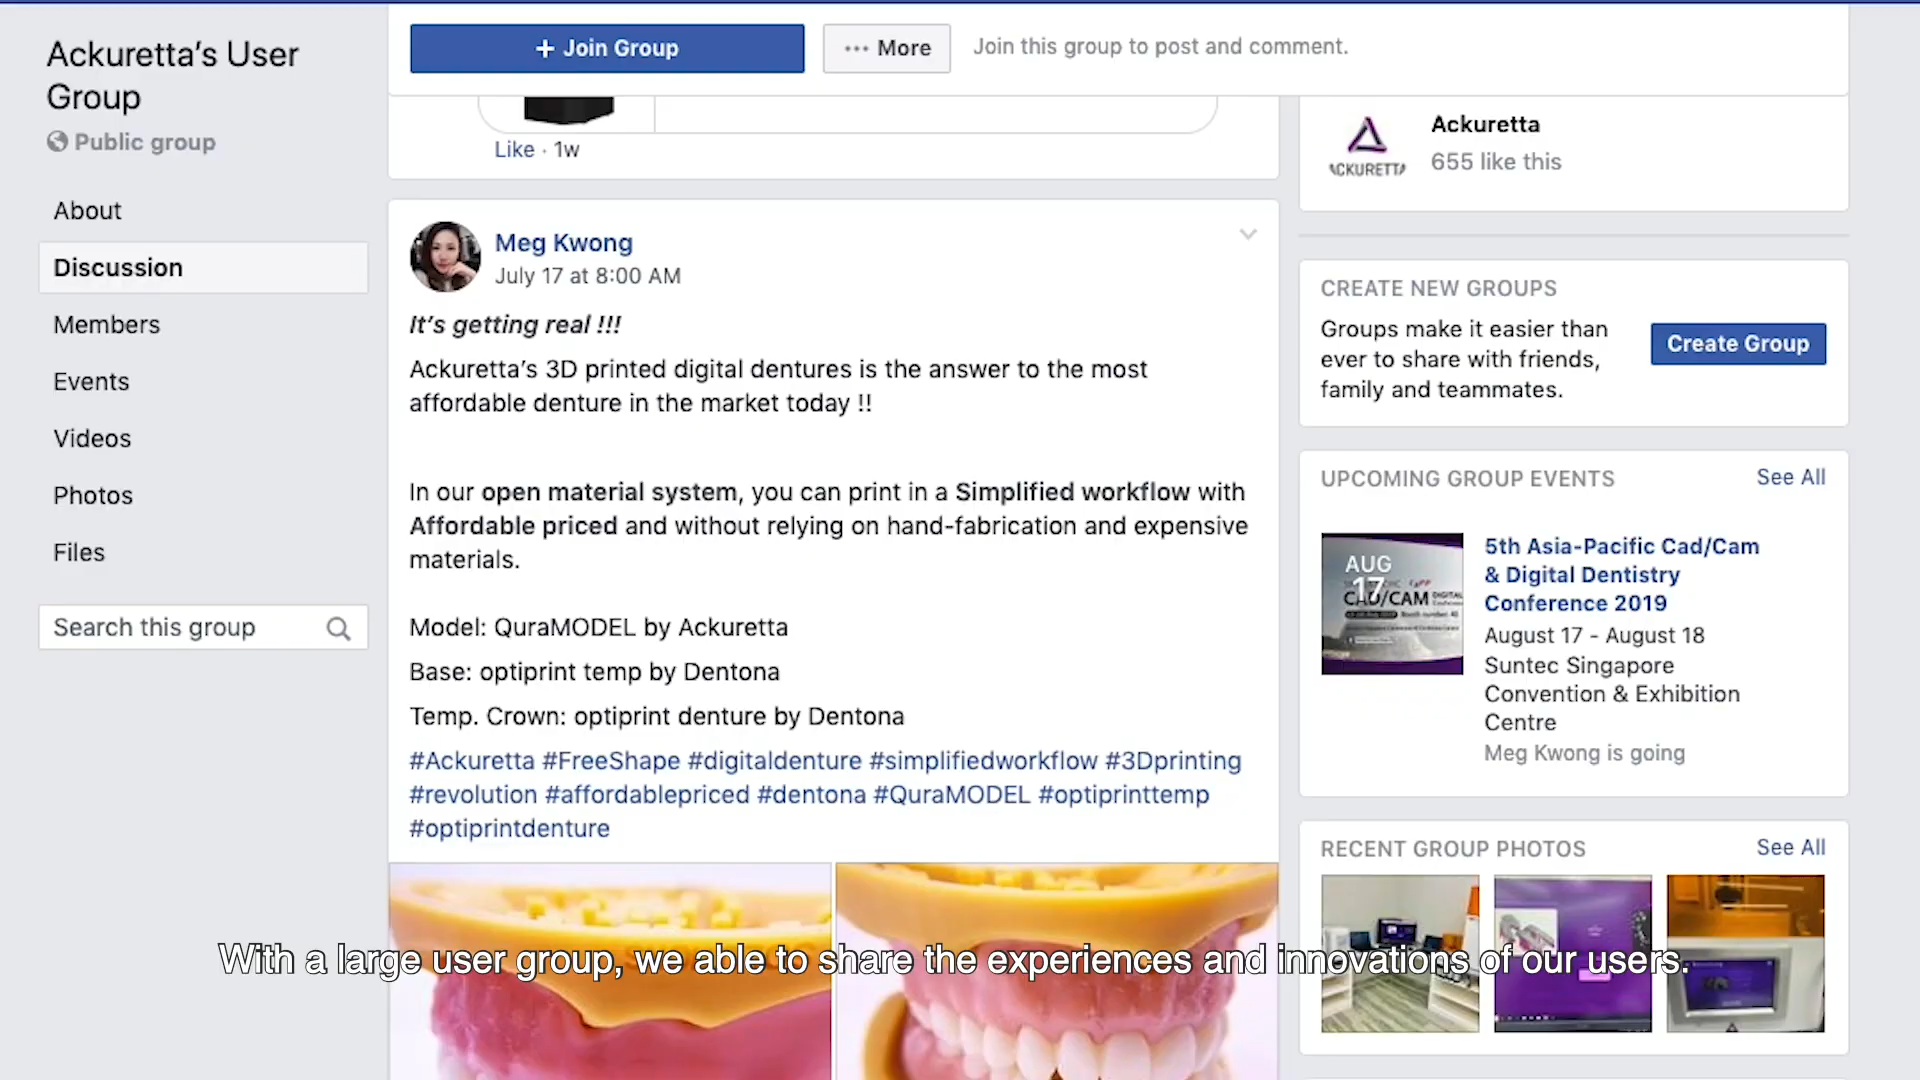 Ackuretta's User
Group
Public group
About
Discussion
Members
Events
Videos
Photos
Files
Search this group
+ Join Group
··· More
Join this group to post and comment.
Like · 1w
Meg Kwong
July 17 at 8:00 AM
It's getting real !!!
Ackuretta's 3D printed digital dentures is the answer to the most
affordable denture in the market today !!
In our open material system, you can print in a Simplified workflow with
Affordable priced and without relying on hand-fabrication and expensive
materials.
Model: QuraMODEL by Ackuretta
Base: optiprint temp by Dentona
Temp. Crown: optiprint denture by Dentona
#Ackuretta #FreeShape #digitaldenture #simplifiedworkflow #3Dprinting
#revolution #affordablepriced #dentona #QuraMODEL #optiprinttemp
#optiprintdenture
ACKURETTA
Ackuretta
655 like this
CREATE NEW GROUPS
Groups make it easier than
ever to share with friends,
family and teammates.
Create Group
UPCOMING GROUP EVENTS
See All
AUG
17
CAD/CAM DIGITAL
5th Asia-Pacific Cad/Cam
& Digital Dentistry
Conference 2019
August 17 - August 18
Suntec Singapore
Convention & Exhibition
Centre
Meg Kwong is going
RECENT GROUP PHOTOS
See All
With a large user group, we able to share the experiences and innovations of our users.